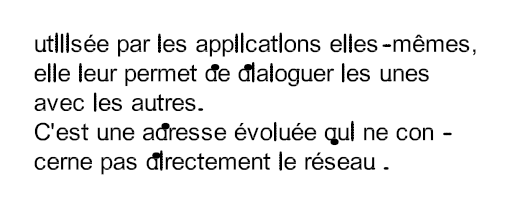 utilisée par les applications elles-mêmes,
elle leur permet de dialoguer les unes
avec les autres.
C'est une adresse évoluée qui ne con -
cerne pas directement le réseau .